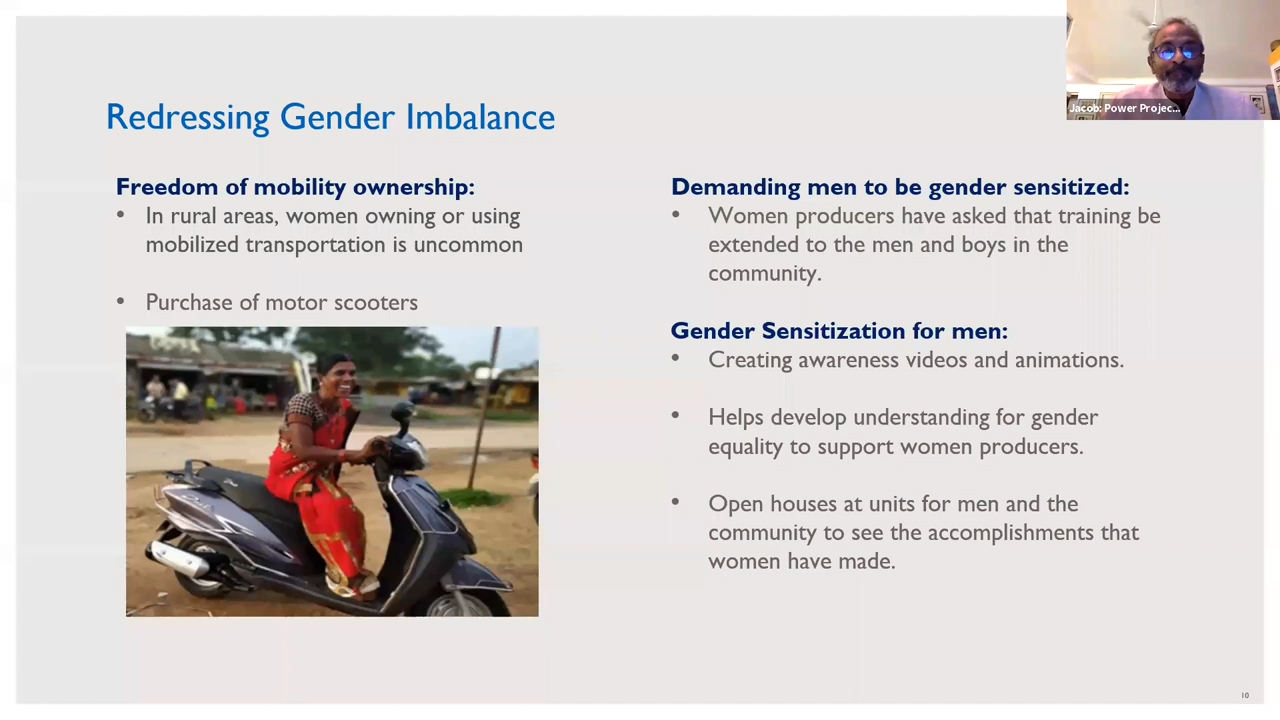 Jacob: Power Projec...
Redressing Gender Imbalance
Freedom of mobility ownership:
• In rural areas, women owning or using
mobilized transportation is uncommon
• Purchase of motor scooters
Demanding men to be gender sensitized:
• Women producers have asked that training be
extended to the men and boys in the
community.
Gender Sensitization for men:
• Creating awareness videos and animations.
• Helps develop understanding for gender
equality to support women producers.
• Open houses at units for men and the
community to see the accomplishments that
women have made.
10